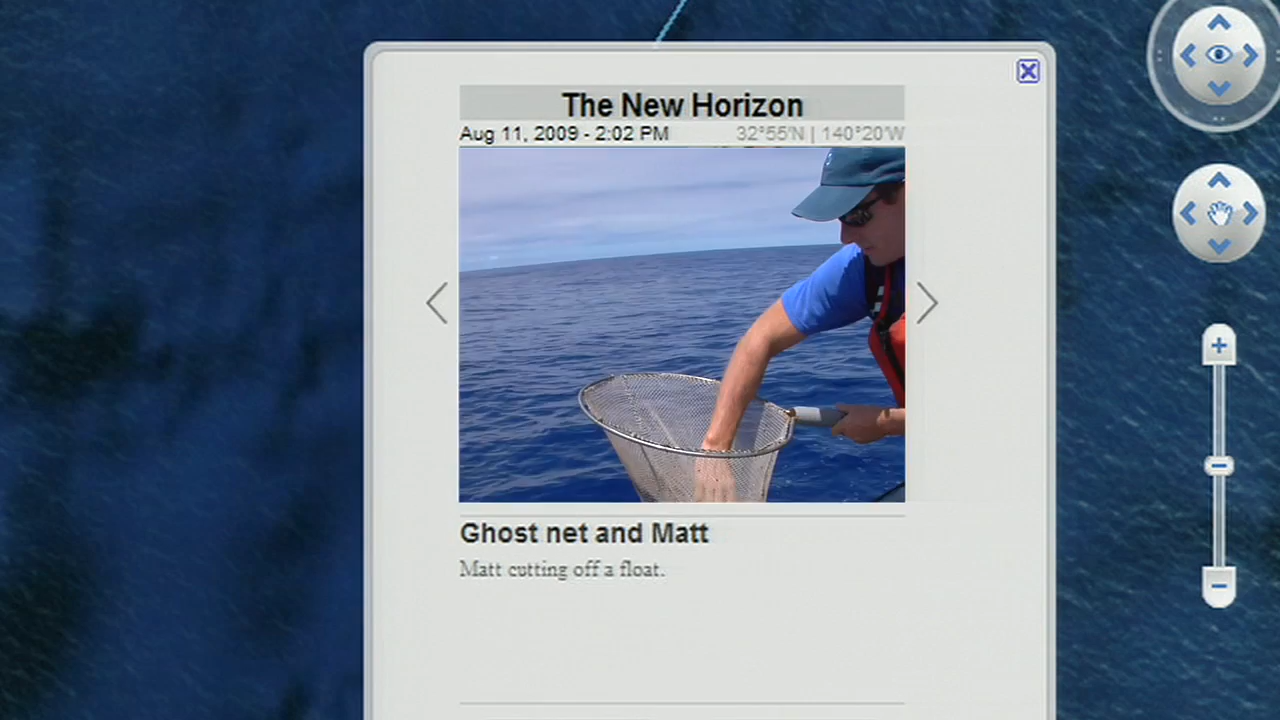 The New Horizon
Aug 11, 2009 - 2:02 PM 32°55'N | 140°20'W
Ghost net and Matt
Matt cutting off a float.